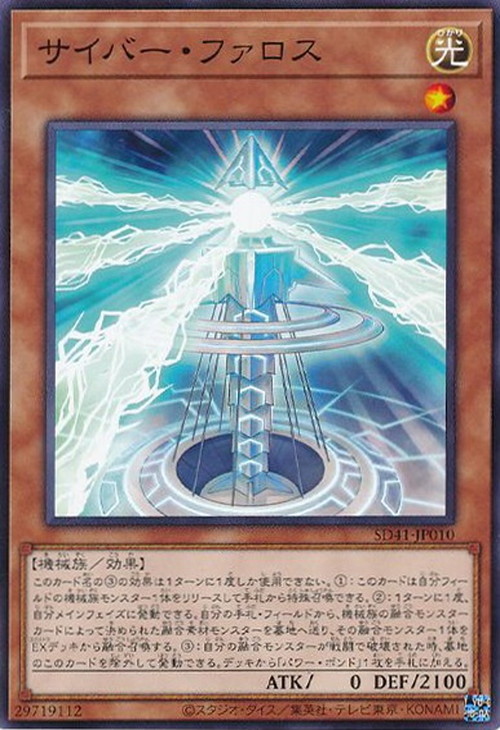 サイバー・ファロス
光
SD41-JP010
【機械族/効果】
このカード名の③の効果は1ターンに1度しか使用できない。①:このカードは自分フィー
ルドの機械族モンスター1体をリリースして手札から特殊召喚できる。②:1ターンに1度、
自分メインフェイズに発動できる。自分の手札・フィールドから、機械族の融合モンスター
カードによって決められた融合素材モンスターを墓地へ送り、その融合モンスター1体を
EXデッキから融合召喚する。③:自分の融合モンスターが戦闘で破壊された時、墓地
のこのカードを除外して発動できる。デッキから「パワー・ボンド」1枚を手札に加える。
ATK/ 0 DEF/2100
29719112 ©スタジオ・ダイス/集英社・テレビ東京・KONAMI